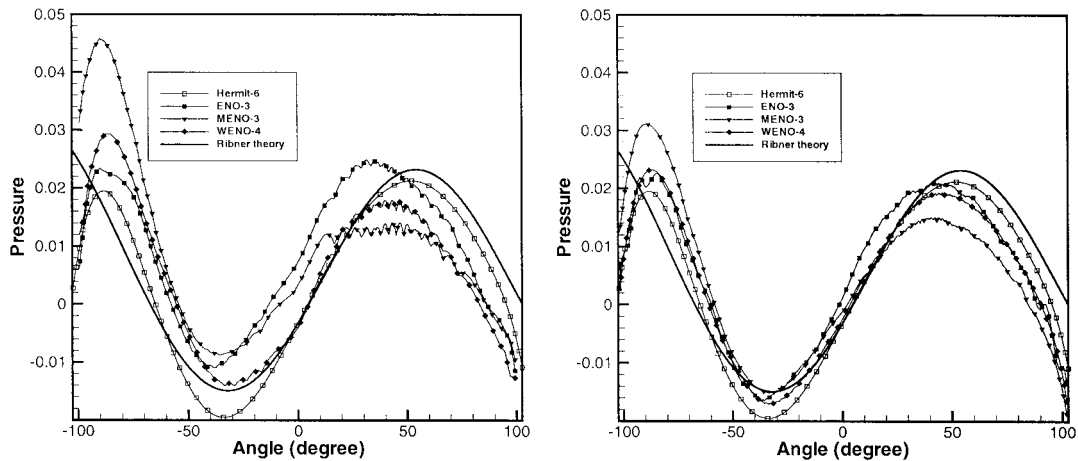 0.05
0.04
0.03
0.02
0.01
0
-0.01
Pressure
Hermit-6
ENO-3
MENO-3
WENO-4
Ribner theory
-100 -50 0 50 100
Angle (degree)
0.05
0.04
0.03
0.02
0.01
0
-0.01
Pressure
Hermit-6
ENO-3
MENO-3
WENO-4
Ribner theory
-100 -50 0 50 100
Angle (degree)